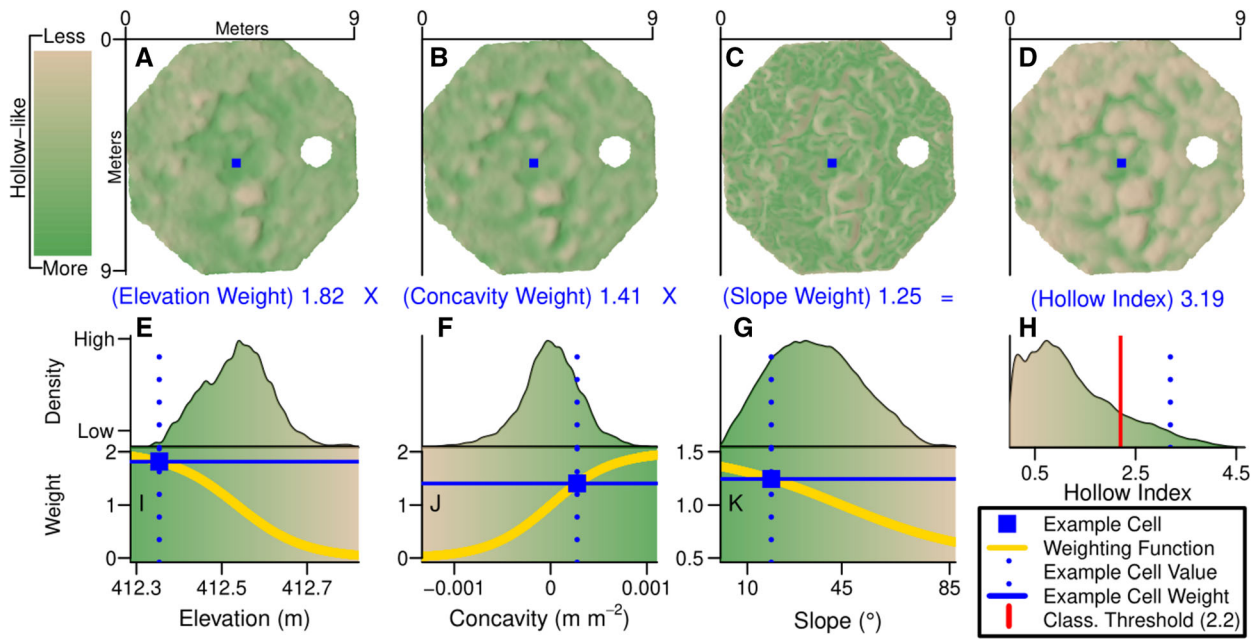 0 9 0 9 0 9 0 9
Meters
Less
0
A B C D
Hollow-like
Meters
More
9
(Elevation Weight) 1.82 X (Concavity Weight) 1.41 X (Slope Weight) 1.25 = (Hollow Index) 3.19
E F G H
High
Density
Low
2 2 1.5
0.5 2.5 4.5
Hollow Index
Weight
1 1 1.0
I J K
0 0 0.5
412.3 412.5 412.7 −0.001 0 0.001 10 45 85
Elevation (m) Concavity (m m⁻²) Slope (°)
Example Cell
Weighting Function
Example Cell Value
Example Cell Weight
Class. Threshold (2.2)